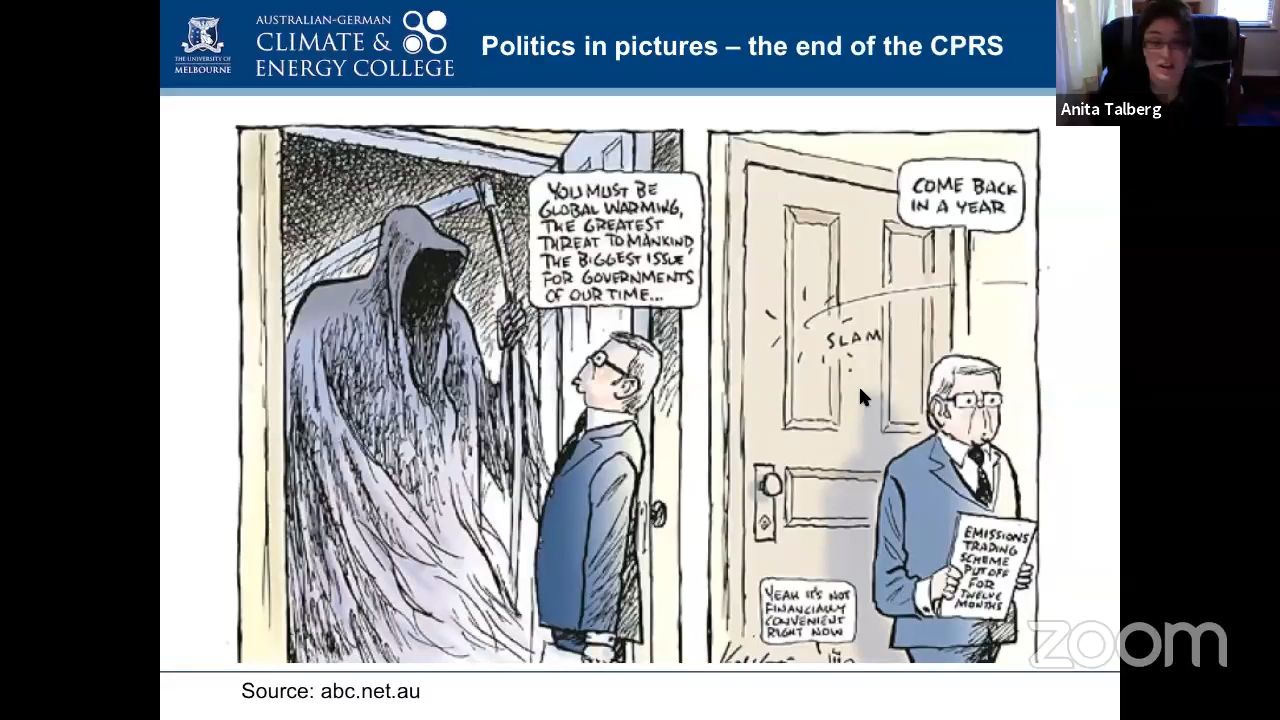 THE UNIVERSITY OF
MELBOURNE
AUSTRALIAN-GERMAN
CLIMATE &
ENERGY COLLEGE
Politics in pictures – the end of the CPRS
Anita Talberg
YOU MUST BE
GLOBAL WARMING,
THE GREATEST
THREAT TO MANKIND,
THE BIGGEST ISSUE
FOR GOVERNMENTS
OF OUR TIME...
COME BACK
IN A YEAR
SLAM
EMISSIONS
TRADING
SCHEME
PUT OFF
FOR
TWELVE
MONTHS
YEAH IT'S NOT
FINANCIALLY
CONVENIENT
RIGHT NOW
zoom
Source: abc.net.au